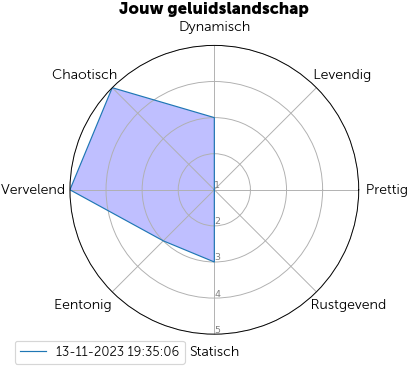 Jouw geluidslandschap
Dynamisch
Chaotisch Levendig
Vervelend 1 Prettig
2
3
4
Eentonig Rustgevend
5
13-11-2023 19:35:06 Statisch